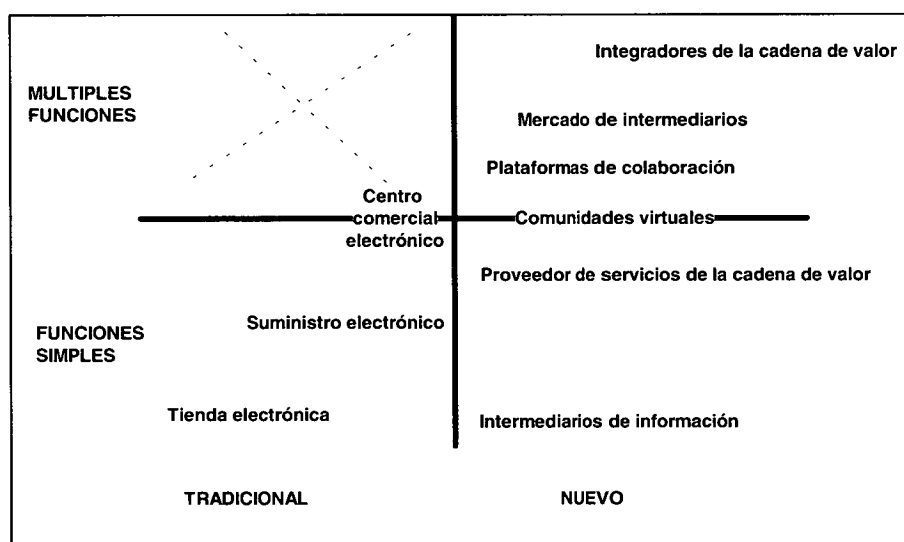 Integradores de la cadena de valor
MULTIPLES
FUNCIONES
Mercado de intermediarios
Plataformas de colaboración
Centro
comercial
electrónico
Comunidades virtuales
Proveedor de servicios de la cadena de valor
Suministro electrónico
FUNCIONES
SIMPLES
Tienda electrónica
Intermediarios de información
TRADICIONAL
NUEVO